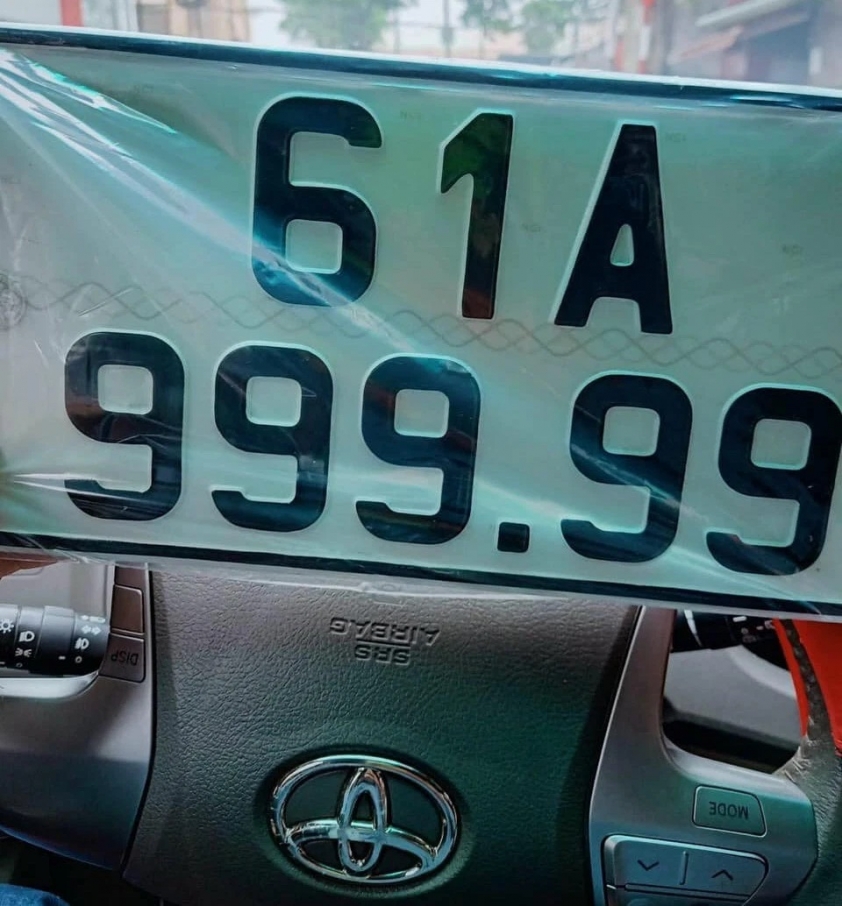 61A
999.99
SRS
AIRBAG
DISP
MODE